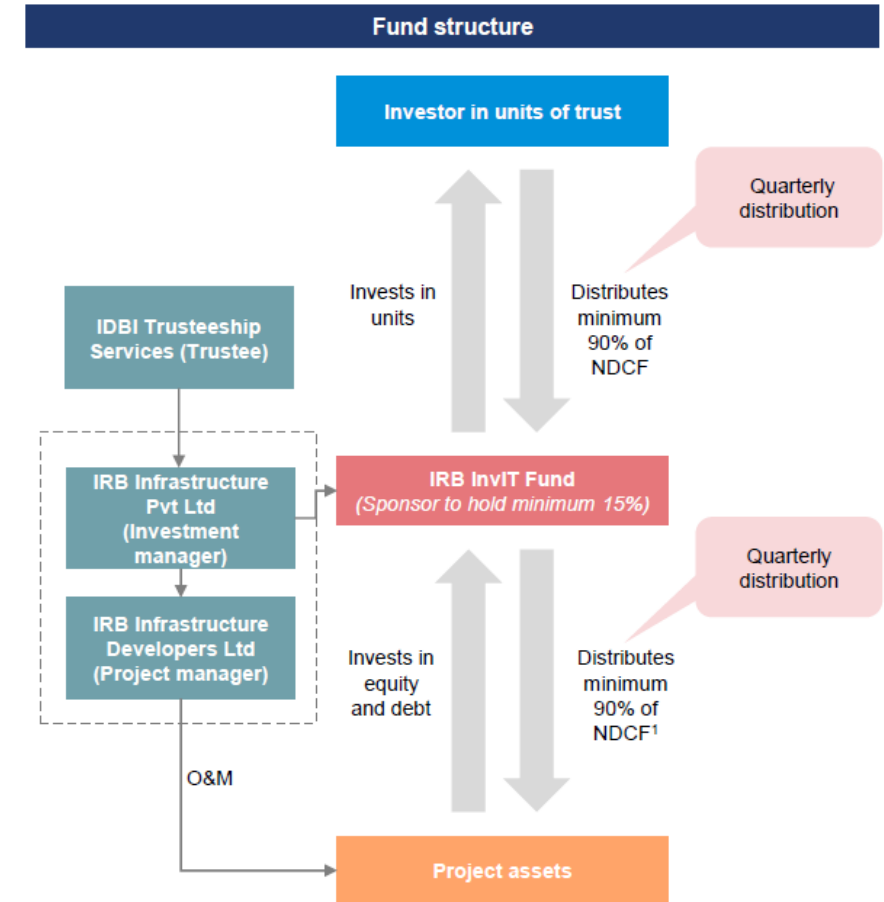 Fund structure
Investor in units of trust
Quarterly
distribution
Invests in
units
Distributes
minimum
90% of
NDCF
IDBI Trusteeship
Services (Trustee)
IRB Infrastructure
Pvt Ltd
(Investment
manager)
IRB InvIT Fund
(Sponsor to hold minimum 15%)
Quarterly
distribution
IRB Infrastructure
Developers Ltd
(Project manager)
Invests in
equity
and debt
Distributes
minimum
90% of
NDCF¹
O&M
Project assets